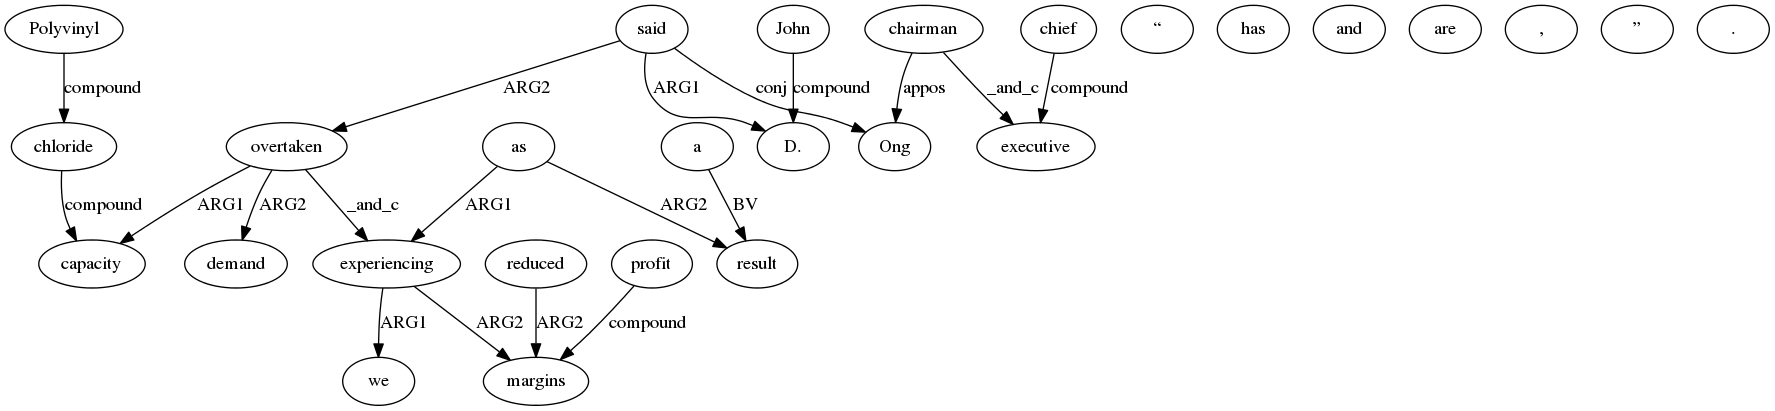 Polyvinyl said John chairman chief “ has and are , ” .
compound ARG2 ARG1 conj compound appos _and_c compound
chloride overtaken as a D. Ong executive
compound ARG1 ARG2 _and_c ARG1 ARG2 BV
capacity demand experiencing reduced profit result
ARG1 ARG2 ARG2 compound
we margins